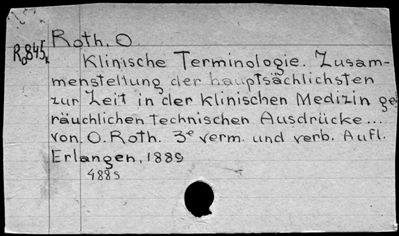 Roth, O.
R845
Klinische Terminologie. Zusam-
menstellung der hauptsächlichsten
zur Zeit in der klinischen Medizin ge
räuchlichen technischen Ausdrücke...
von O. Roth. 3e verm. und verb. Aufl.
Erlangen, 1889
488s